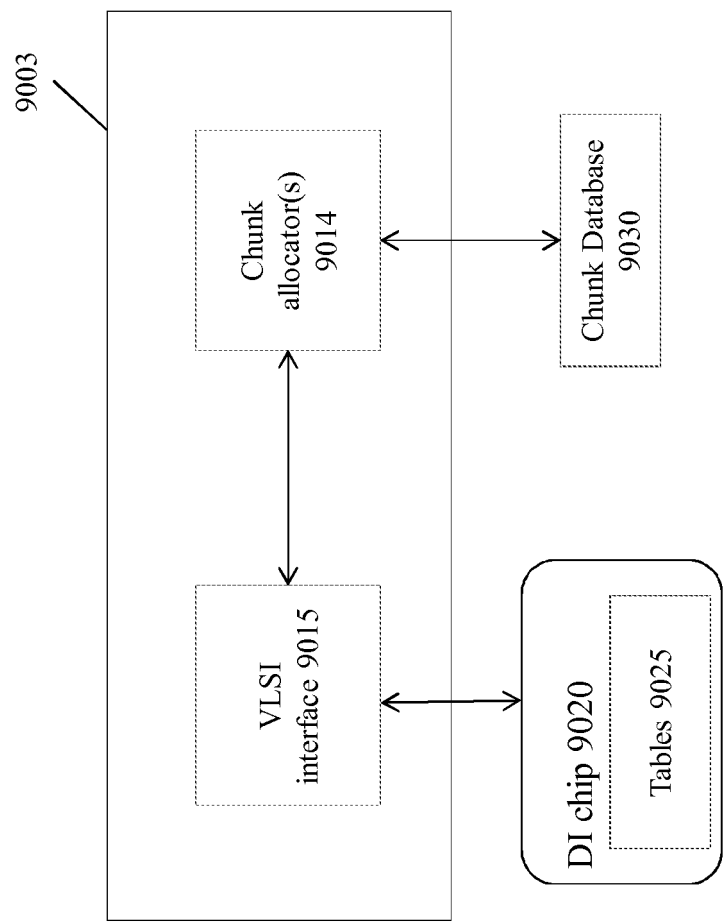 9003
VLSI
interface 9015
Chunk
allocator(s)
9014
DI chip 9020
Tables 9025
Chunk Database
9030